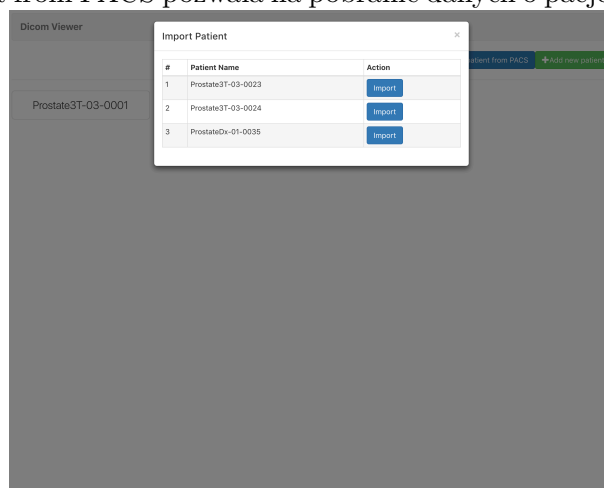 from PACS pozwala na pobranie danych o
Dicom Viewer
Import Patient ×
patient from PACS +Add new patient
# Patient Name Action
1 Prostate3T-03-0023 Import
Prostate3T-03-0001
2 Prostate3T-03-0024 Import
3 ProstateDx-01-0035 Import